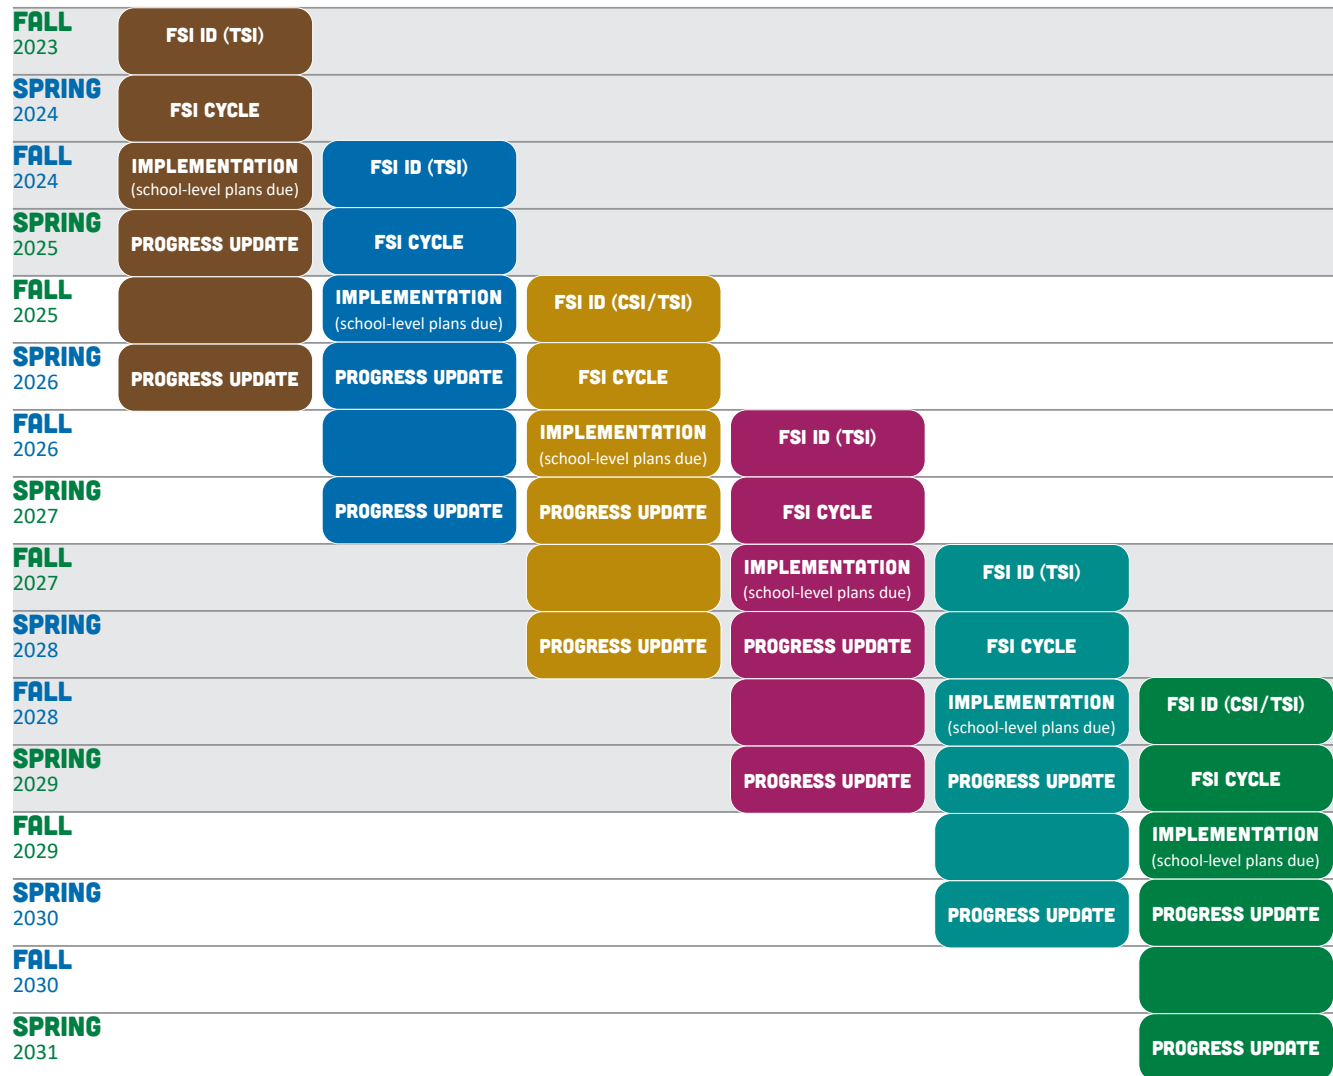 FALL
2023
FSI ID (TSI)
SPRING
2024
FSI CYCLE
FALL
2024
IMPLEMENTATION
(school-level plans due)
FSI ID (TSI)
SPRING
2025
PROGRESS UPDATE
FSI CYCLE
FALL
2025
IMPLEMENTATION
(school-level plans due)
FSI ID (CSI/TSI)
SPRING
2026
PROGRESS UPDATE
PROGRESS UPDATE
FSI CYCLE
FALL
2026
IMPLEMENTATION
(school-level plans due)
FSI ID (TSI)
SPRING
2027
PROGRESS UPDATE
PROGRESS UPDATE
FSI CYCLE
FALL
2027
IMPLEMENTATION
(school-level plans due)
FSI ID (TSI)
SPRING
2028
PROGRESS UPDATE
PROGRESS UPDATE
FSI CYCLE
FALL
2028
IMPLEMENTATION
(school-level plans due)
FSI ID (CSI/TSI)
SPRING
2029
PROGRESS UPDATE
PROGRESS UPDATE
FSI CYCLE
FALL
2029
IMPLEMENTATION
(school-level plans due)
SPRING
2030
PROGRESS UPDATE
PROGRESS UPDATE
FALL
2030
SPRING
2031
PROGRESS UPDATE